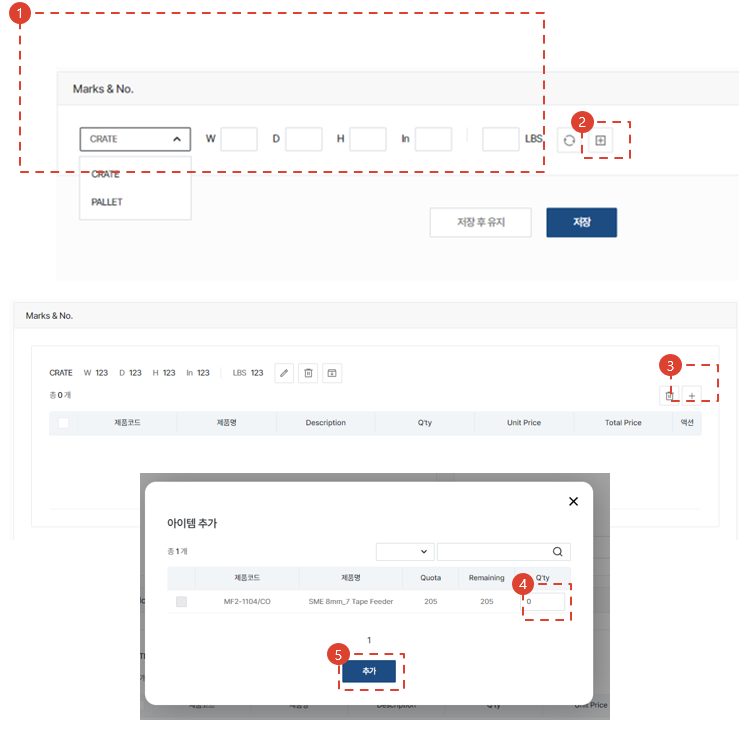 1
Marks & No.
2
CRATE W D H In LBS
CRATE
PALLET
저장 후 유지 저장
Marks & No.
3
CRATE W 123 D 123 H 123 In 123 LBS 123
총 0 개
제품코드 제품명 Description Q'ty Unit Price Total Price 액션
아이템 추가
총 1 개
제품코드 제품명 Quota Remaining Q'ty
4
MF2-1104/CO SME 8mm_7 Tape Feeder 205 205 0
1
5
추가
제품코드 제품명 Description Q'ty Unit Price